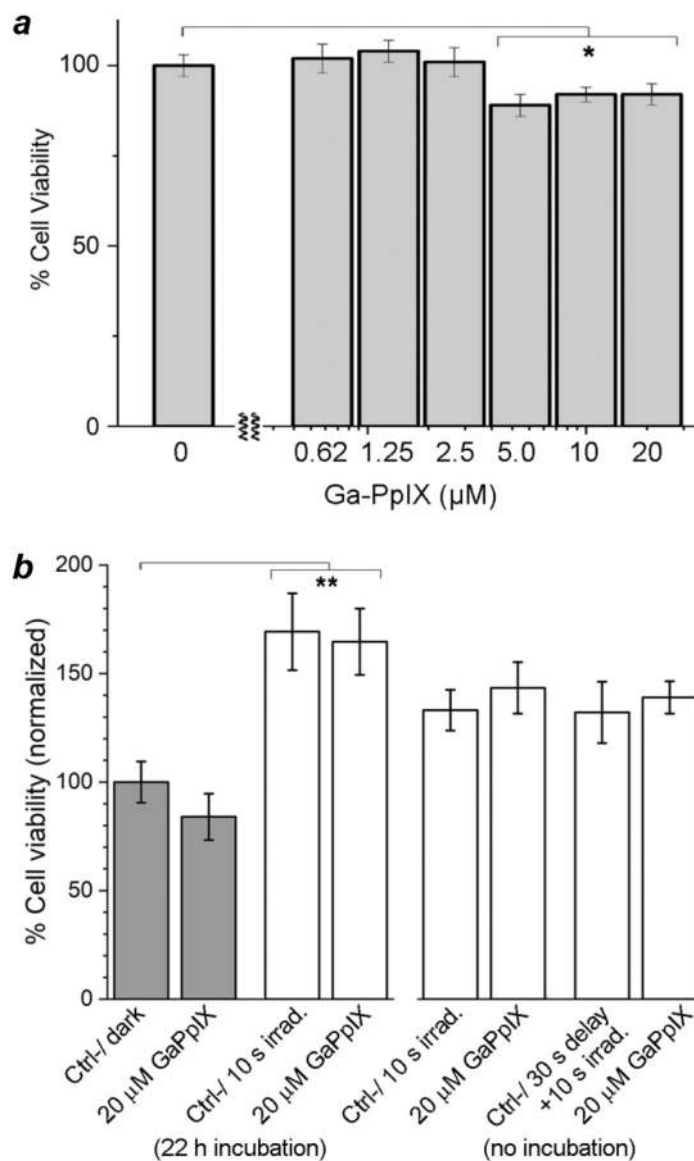 a
*
100
50
0
% Cell Viability
0 0.62 1.25 2.5 5.0 10 20
Ga-PpIX (μM)
b
**
200
150
100
50
0
% Cell viability (normalized)
Ctrl-/ dark
20 μM GaPpIX
Ctrl-/ 10 s irrad.
20 μM GaPpIX
Ctrl-/ 10 s irrad.
20 μM GaPpIX
Ctrl-/ 30 s delay
+10 s irrad.
20 μM GaPpIX
(22 h incubation) (no incubation)